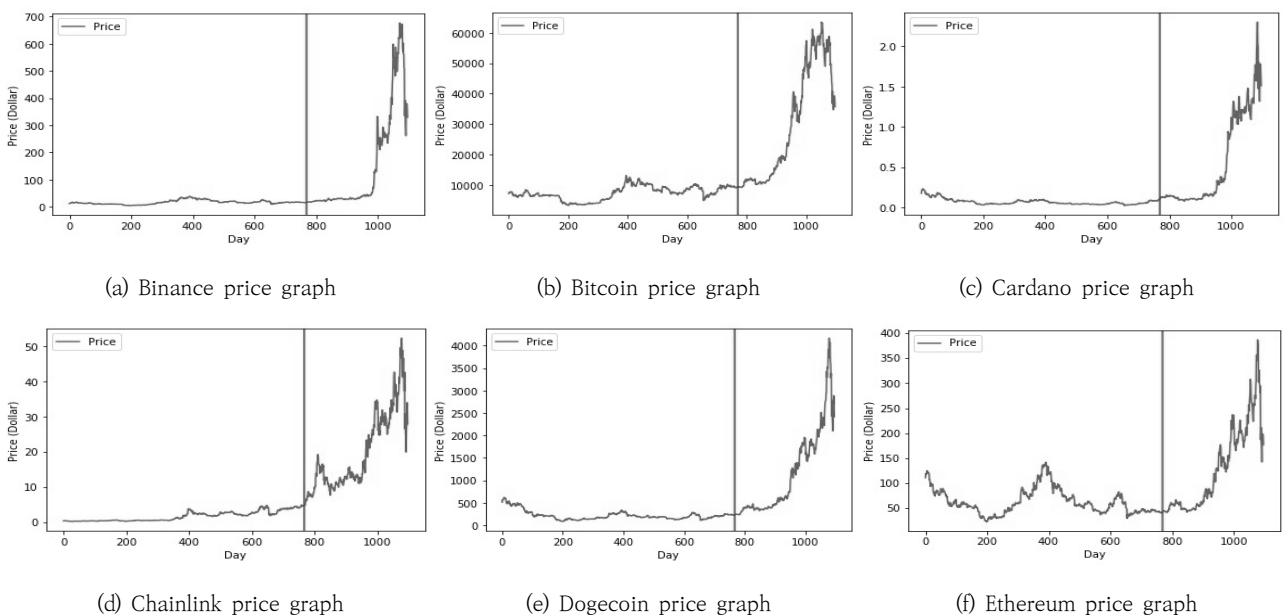 700
600
500
400
300
200
100
0
Price (Dollar)
Price
0 200 400 600 800 1000
Day
(a) Binance price graph
60000
50000
40000
30000
20000
10000
Price (Dollar)
Price
0 200 400 600 800 1000
Day
(b) Bitcoin price graph
2.0
1.5
1.0
0.5
0.0
Price (Dollar)
Price
0 200 400 600 800 1000
Day
(c) Cardano price graph
50
40
30
20
10
0
Price (Dollar)
Price
0 200 400 600 800 1000
Day
(d) Chainlink price graph
4000
3500
3000
2500
2000
1500
1000
500
0
Price (Dollar)
Price
0 200 400 600 800 1000
Day
(e) Dogecoin price graph
400
350
300
250
200
150
100
50
Price (Dollar)
Price
0 200 400 600 800 1000
Day
(f) Ethereum price graph